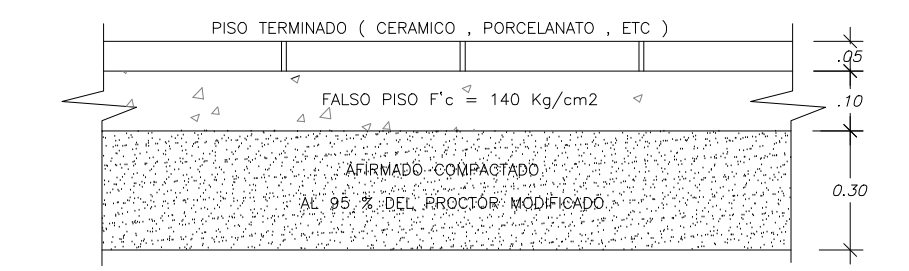 PISO TERMINADO ( CERAMICO , PORCELANATO , ETC )
.05
FALSO PISO F'c = 140 Kg/cm2
.10
AFIRMADO COMPACTADO
0.30
AL 95 % DEL PROCTOR MODIFICADO